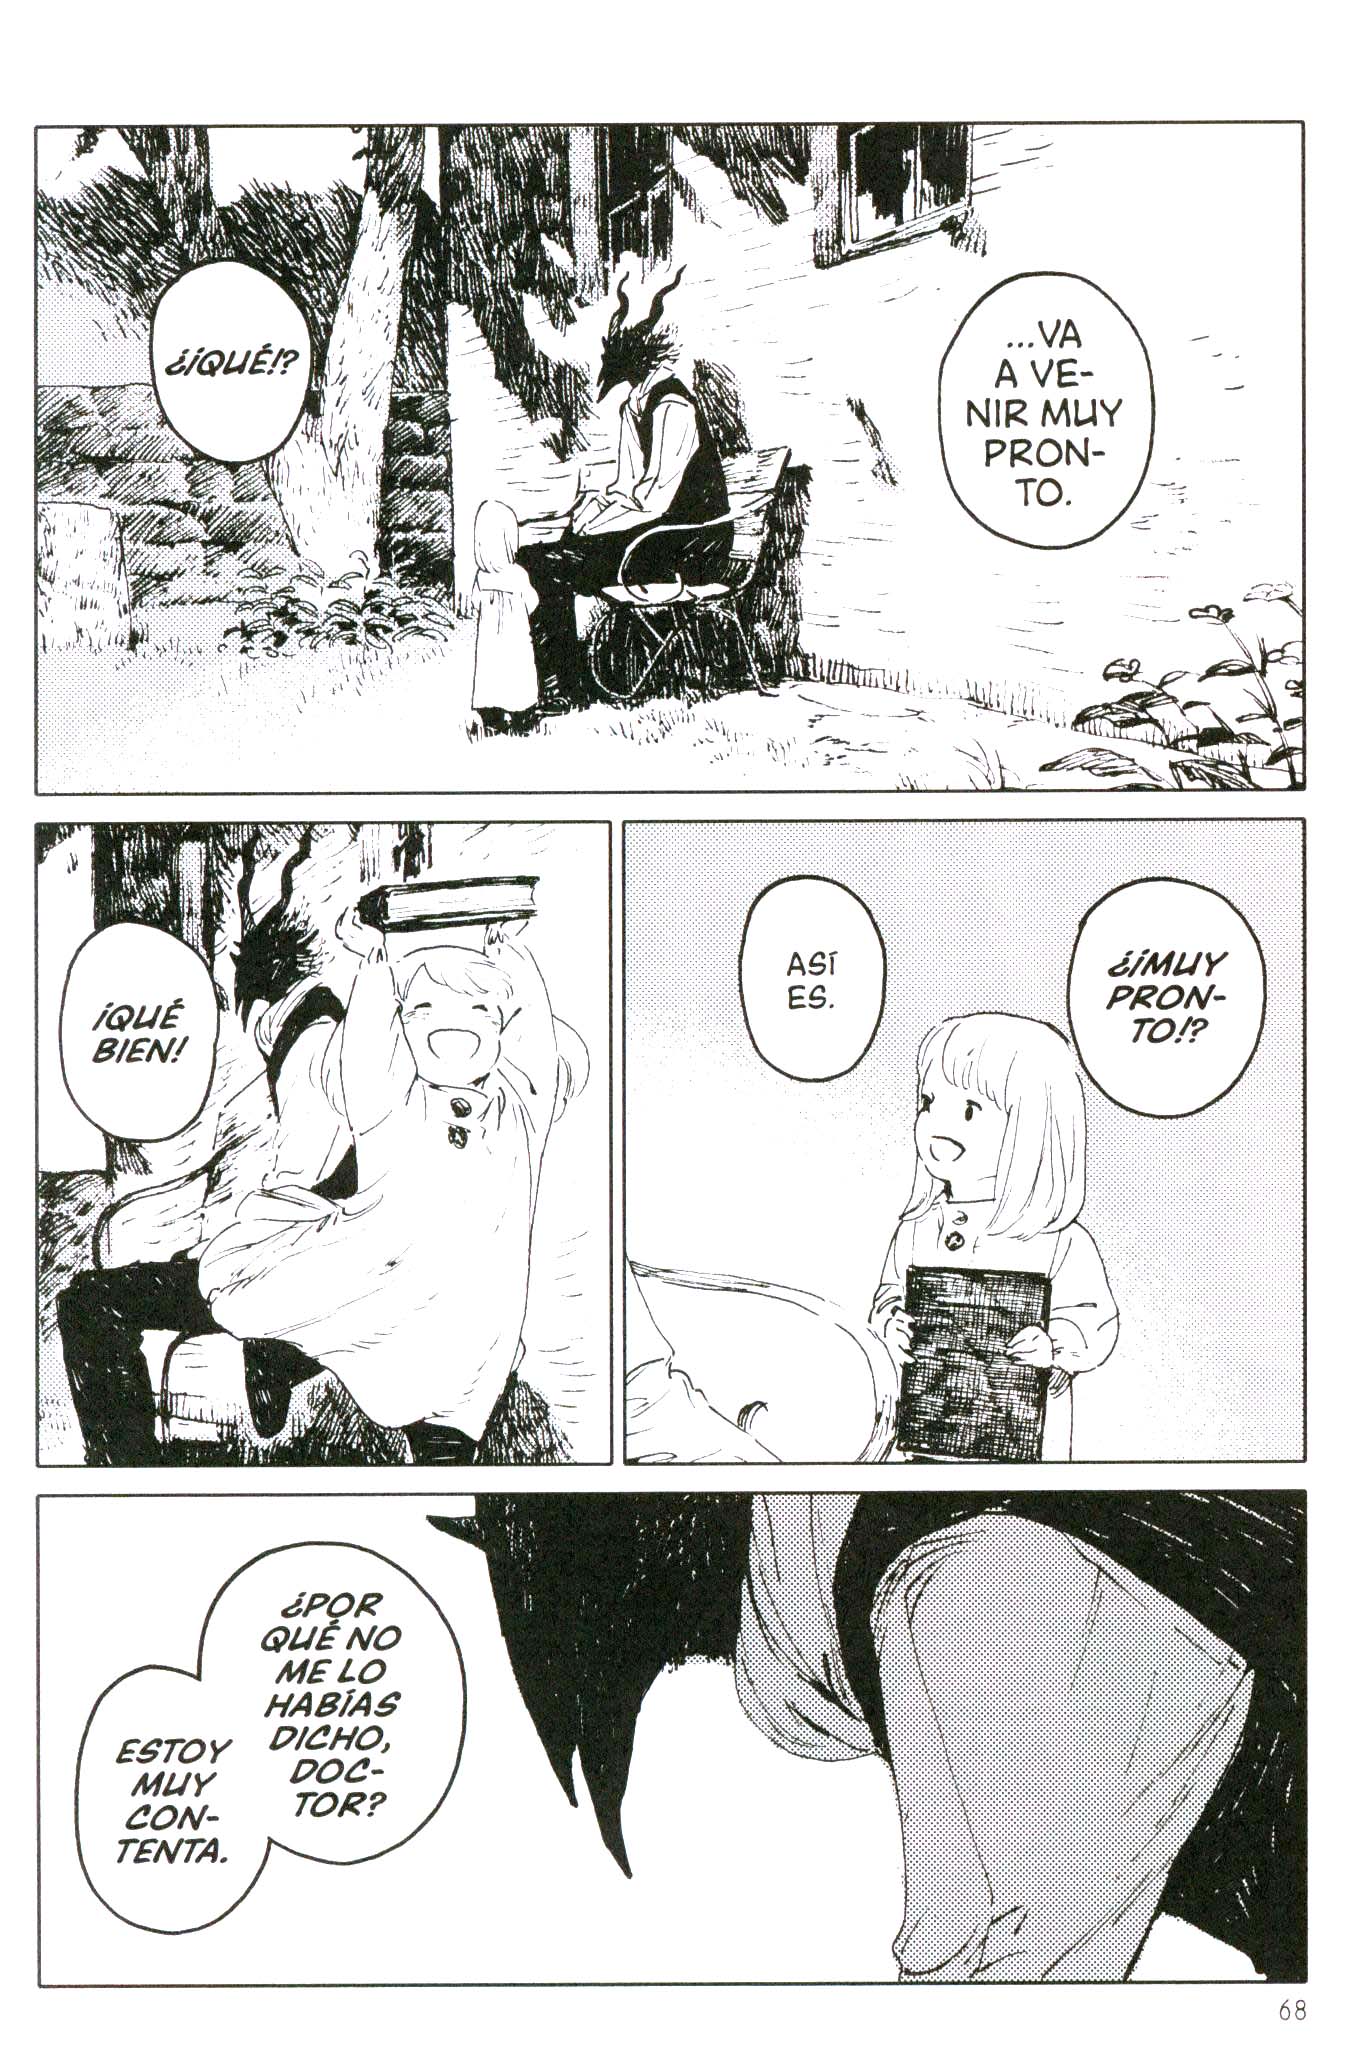 ...VA
A VE-
NIR MUY
PRON-
TO.
¿¡QUÉ!?
¿¡MUY
PRON-
TO!?
ASÍ
ES.
¡QUÉ
BIEN!
¿POR
QUÉ NO
ME LO
HABÍAS
DICHO,
DOC-
TOR?
ESTOY
MUY
CON-
TENTA.
68